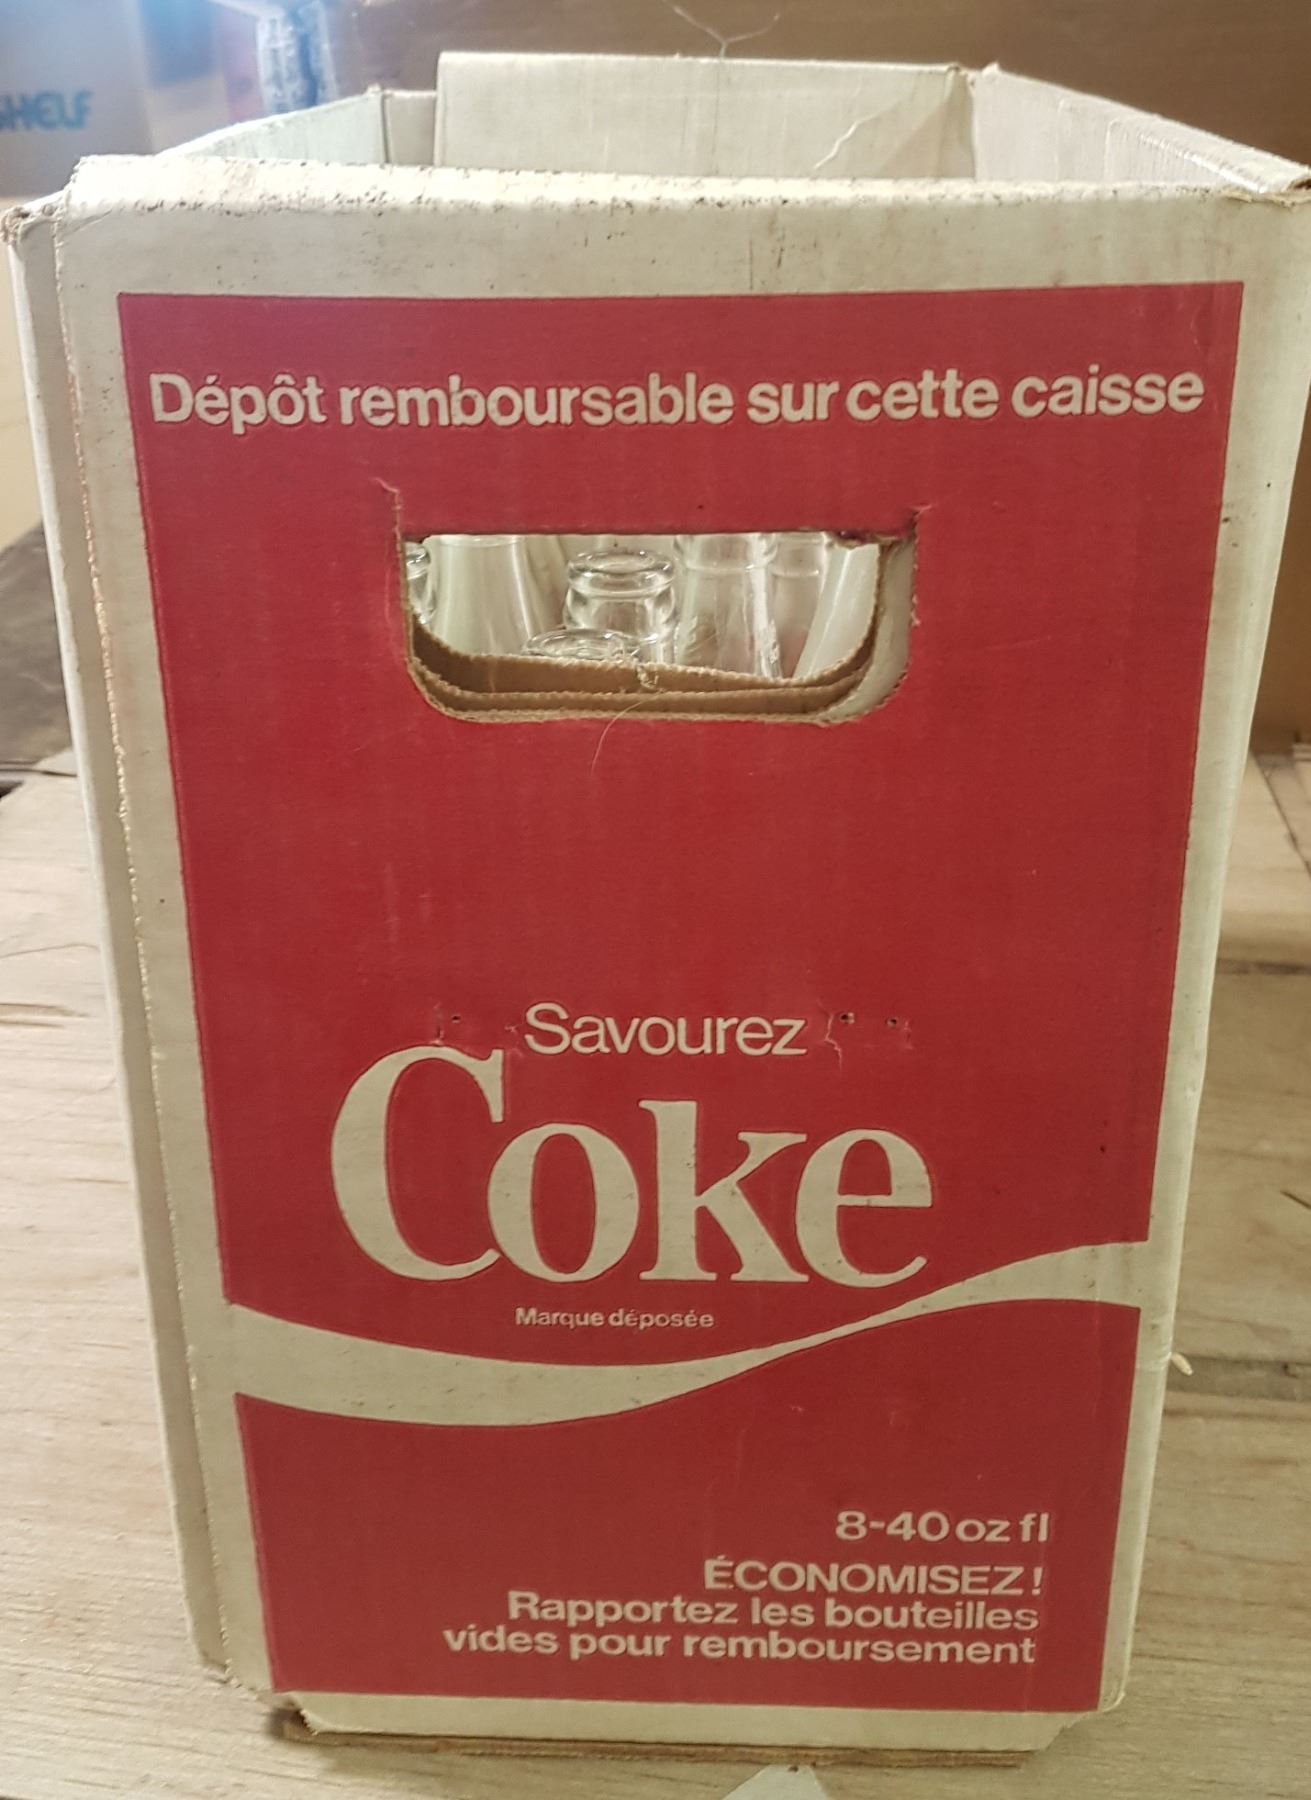 SHELF
Dépôt remboursable sur cette caisse
Savourez
Coke
Marque déposée
8-40 oz fl
ÉCONOMISEZ!
Rapportez les bouteilles
vides pour remboursement